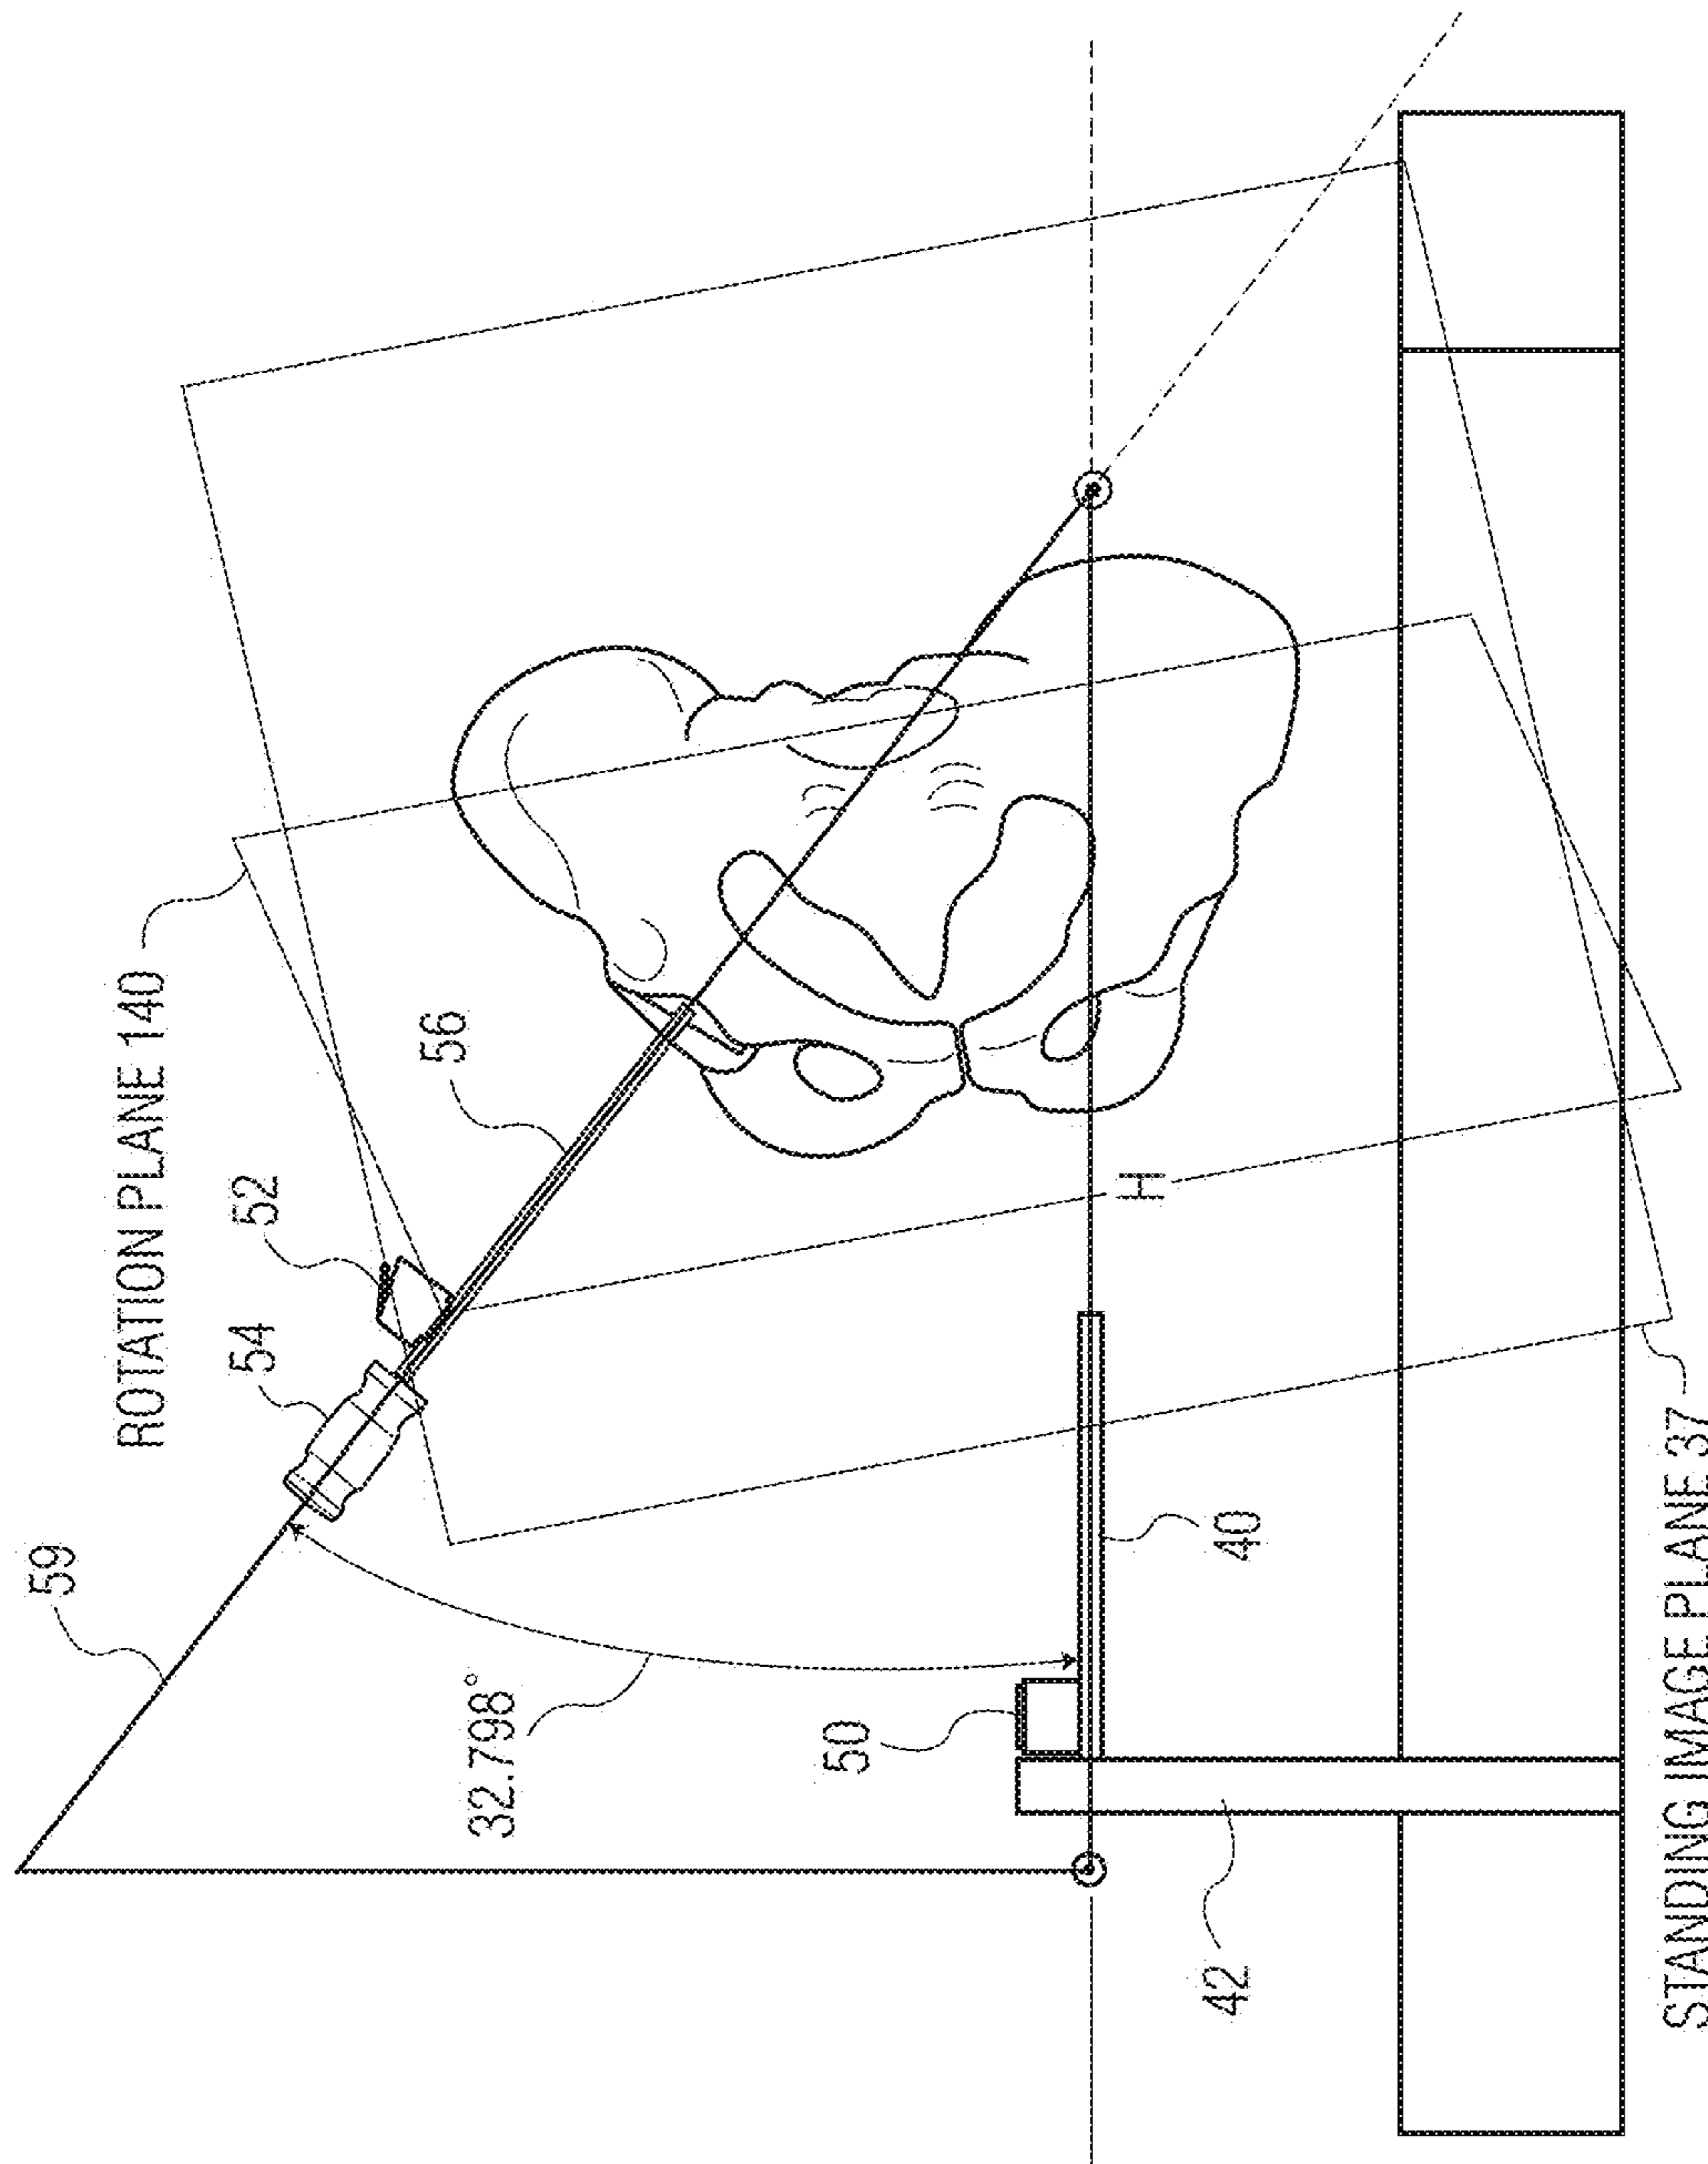 ROTATION PLANE 140
59
54
52
56
32.798°
50
40
H
42
STANDING IMAGE PLANE 37